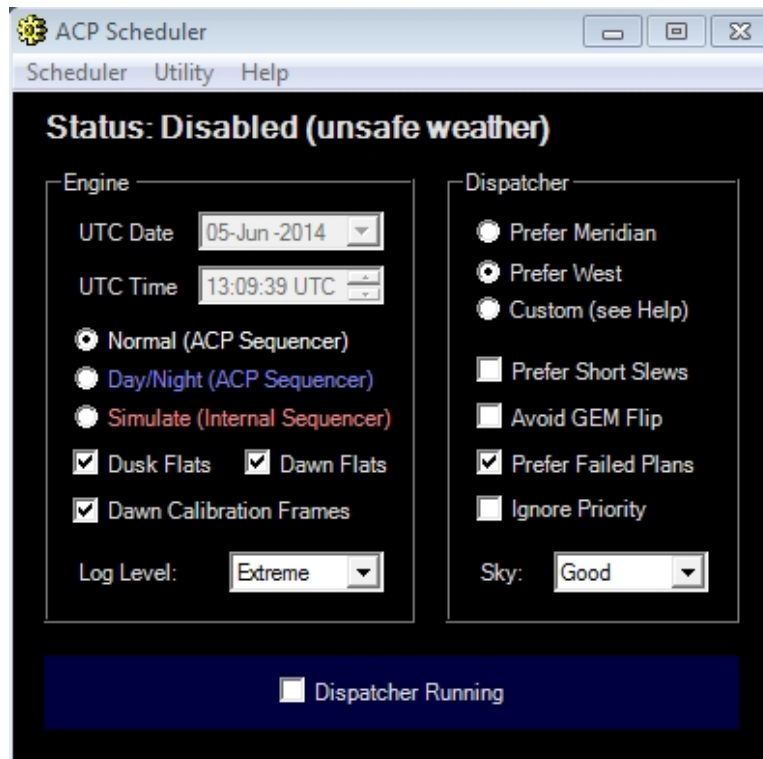 ACP Scheduler
Scheduler Utility Help
Status: Disabled (unsafe weather)
Engine
UTC Date 05-Jun -2014
UTC Time 13:09:39 UTC
Normal (ACP Sequencer)
Day/Night (ACP Sequencer)
Simulate (Internal Sequencer)
Dusk Flats Dawn Flats
Dawn Calibration Frames
Log Level: Extreme
Dispatcher
Prefer Meridian
Prefer West
Custom (see Help)
Prefer Short Slews
Avoid GEM Flip
Prefer Failed Plans
Ignore Priority
Sky: Good
Dispatcher Running